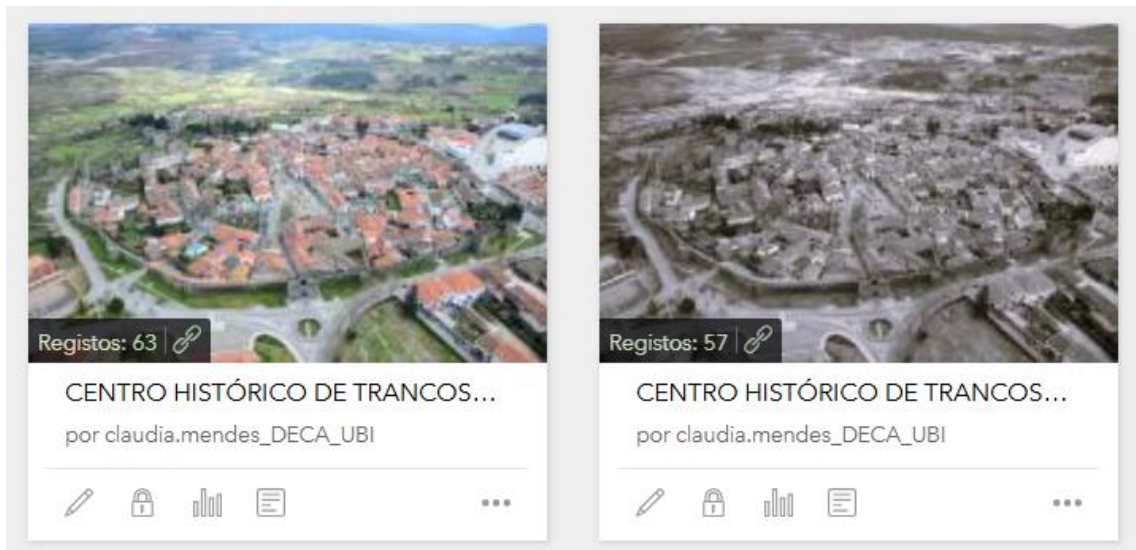 Registos: 63
CENTRO HISTÓRICO DE TRANCOS...
por claudia.mendes_DECA_UBI
Registos: 57
CENTRO HISTÓRICO DE TRANCOS...
por claudia.mendes_DECA_UBI